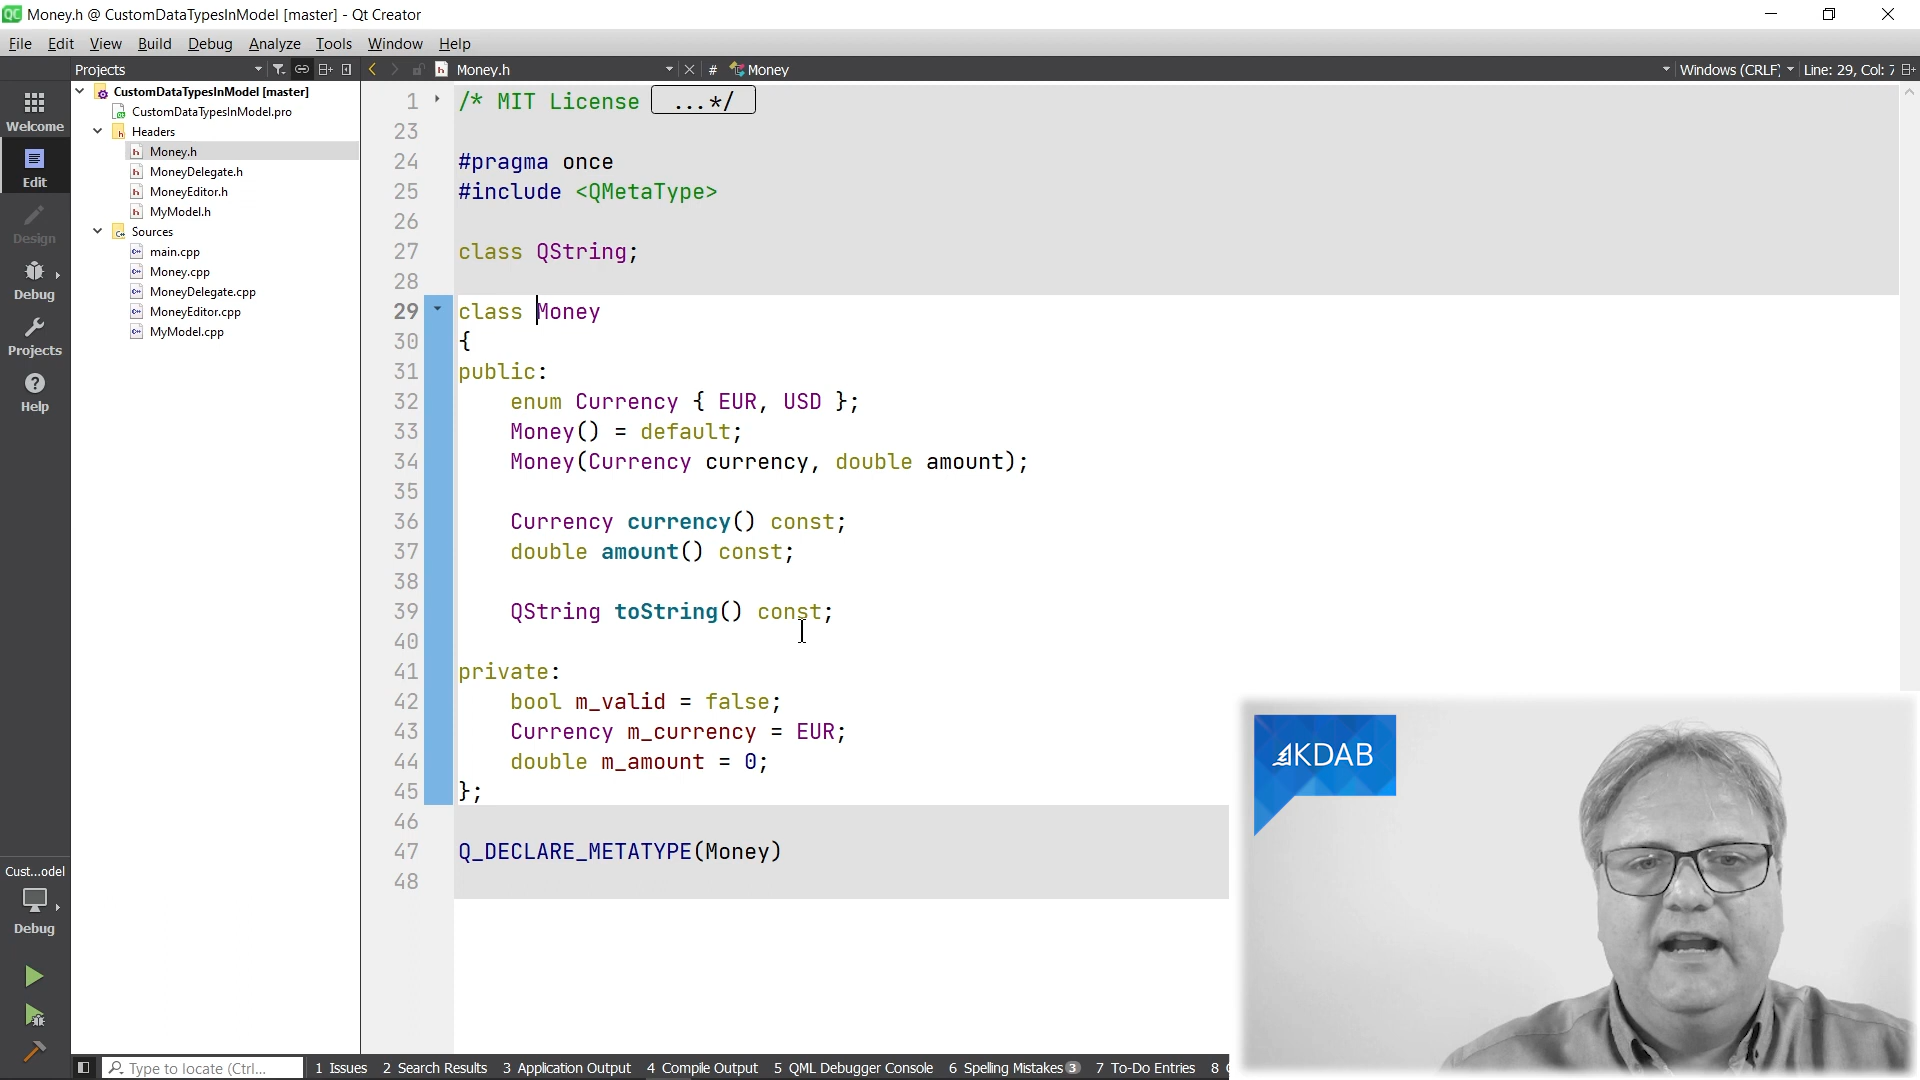 Money.h @ CustomDataTypesInModel [master] - Qt Creator
File Edit View Build Debug Analyze Tools Window Help
Projects
Money.h
# Money
Windows (CRLF) Line: 29, Col: 7
Welcome
Edit
Design
Debug
Projects
Help
CustomDataTypesInModel [master]
CustomDataTypesInModel.pro
Headers
Money.h
MoneyDelegate.h
MoneyEditor.h
MyModel.h
Sources
main.cpp
Money.cpp
MoneyDelegate.cpp
MoneyEditor.cpp
MyModel.cpp
1 /* MIT License ...*/
23
24 #pragma once
25 #include <QMetaType>
26
27 class QString;
28
29 class Money
30 {
31 public:
32 enum Currency { EUR, USD };
33 Money() = default;
34 Money(Currency currency, double amount);
35
36 Currency currency() const;
37 double amount() const;
38
39 QString toString() const;
40
41 private:
42 bool m_valid = false;
43 Currency m_currency = EUR;
44 double m_amount = 0;
45 };
46
47 Q_DECLARE_METATYPE(Money)
48
KDAB
Cust...odel
Debug
Type to locate (Ctrl...
1 Issues 2 Search Results 3 Application Output 4 Compile Output 5 QML Debugger Console 6 Spelling Mistakes 3 7 To-Do Entries 8